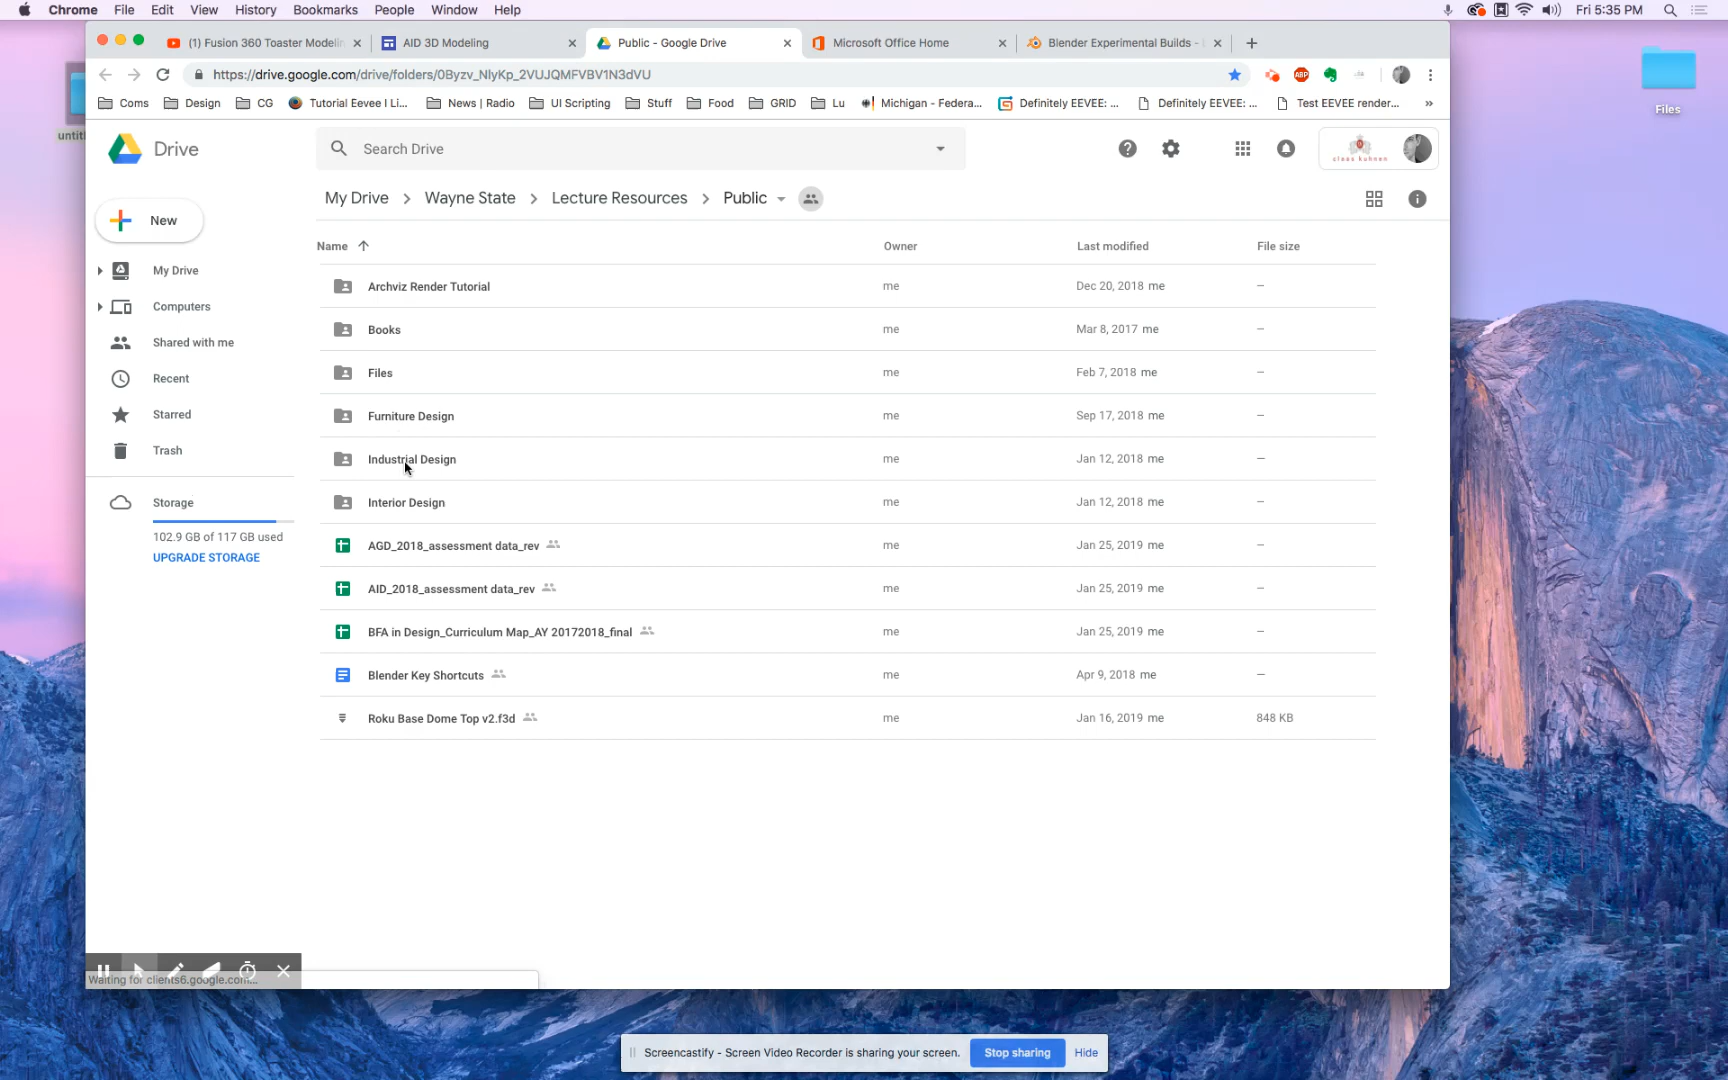 Chrome File Edit View History Bookmarks People Window Help
Fri 5:35 PM
(1) Fusion 360 Toaster Modelin
AID 3D Modeling
Public - Google Drive
Microsoft Office Home
Blender Experimental Builds -
https://drive.google.com/drive/folders/0Byzv_NlyKp_2VUJQMFVBV1N3dVU
ABP
Coms Design CG Tutorial Eevee I Li... News | Radio UI Scripting Stuff Food GRID Lu Michigan - Federa... Definitely EEVEE: ... Definitely EEVEE: ... Test EEVEE render... »
untitl
Files
Drive
Search Drive
claas kuhnen
New
My Drive
Computers
Shared with me
Recent
Starred
Trash
Storage
102.9 GB of 117 GB used
UPGRADE STORAGE
My Drive > Wayne State > Lecture Resources > Public
Name Owner Last modified File size
Archviz Render Tutorial me Dec 20, 2018 me –
Books me Mar 8, 2017 me –
Files me Feb 7, 2018 me –
Furniture Design me Sep 17, 2018 me –
Industrial Design me Jan 12, 2018 me –
Interior Design me Jan 12, 2018 me –
AGD_2018_assessment data_rev me Jan 25, 2019 me –
AID_2018_assessment data_rev me Jan 25, 2019 me –
BFA in Design_Curriculum Map_AY 20172018_final me Jan 25, 2019 me –
Blender Key Shortcuts me Apr 9, 2018 me –
Roku Base Dome Top v2.f3d me Jan 16, 2019 me 848 KB
Waiting for clients6.google.com...
Screencastify - Screen Video Recorder is sharing your screen. Stop sharing Hide